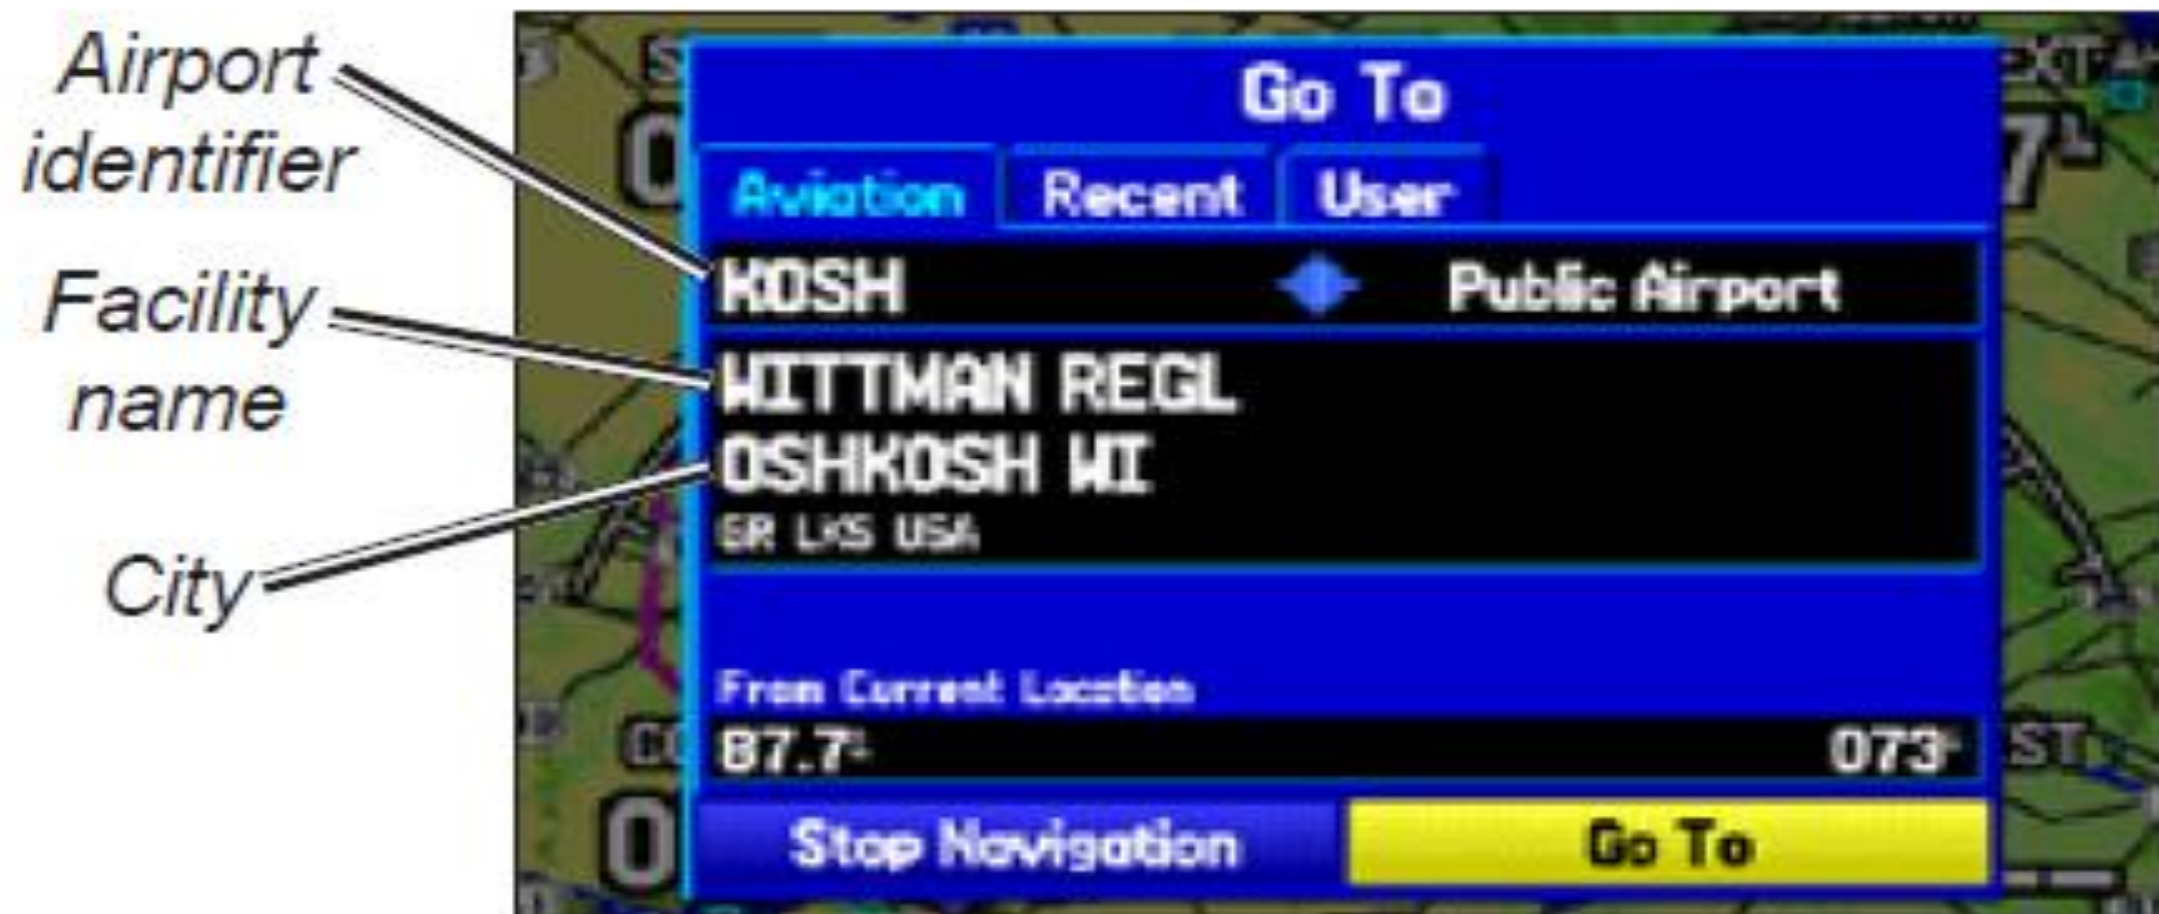 Airport
identifier
Facility
name
City
Go To
Aviation Recent User
KOSH Public Airport
WITTMAN REGL
OSHKOSH WI
GR LKS USA
From Current Location
87.7 073
Stop Navigation Go To